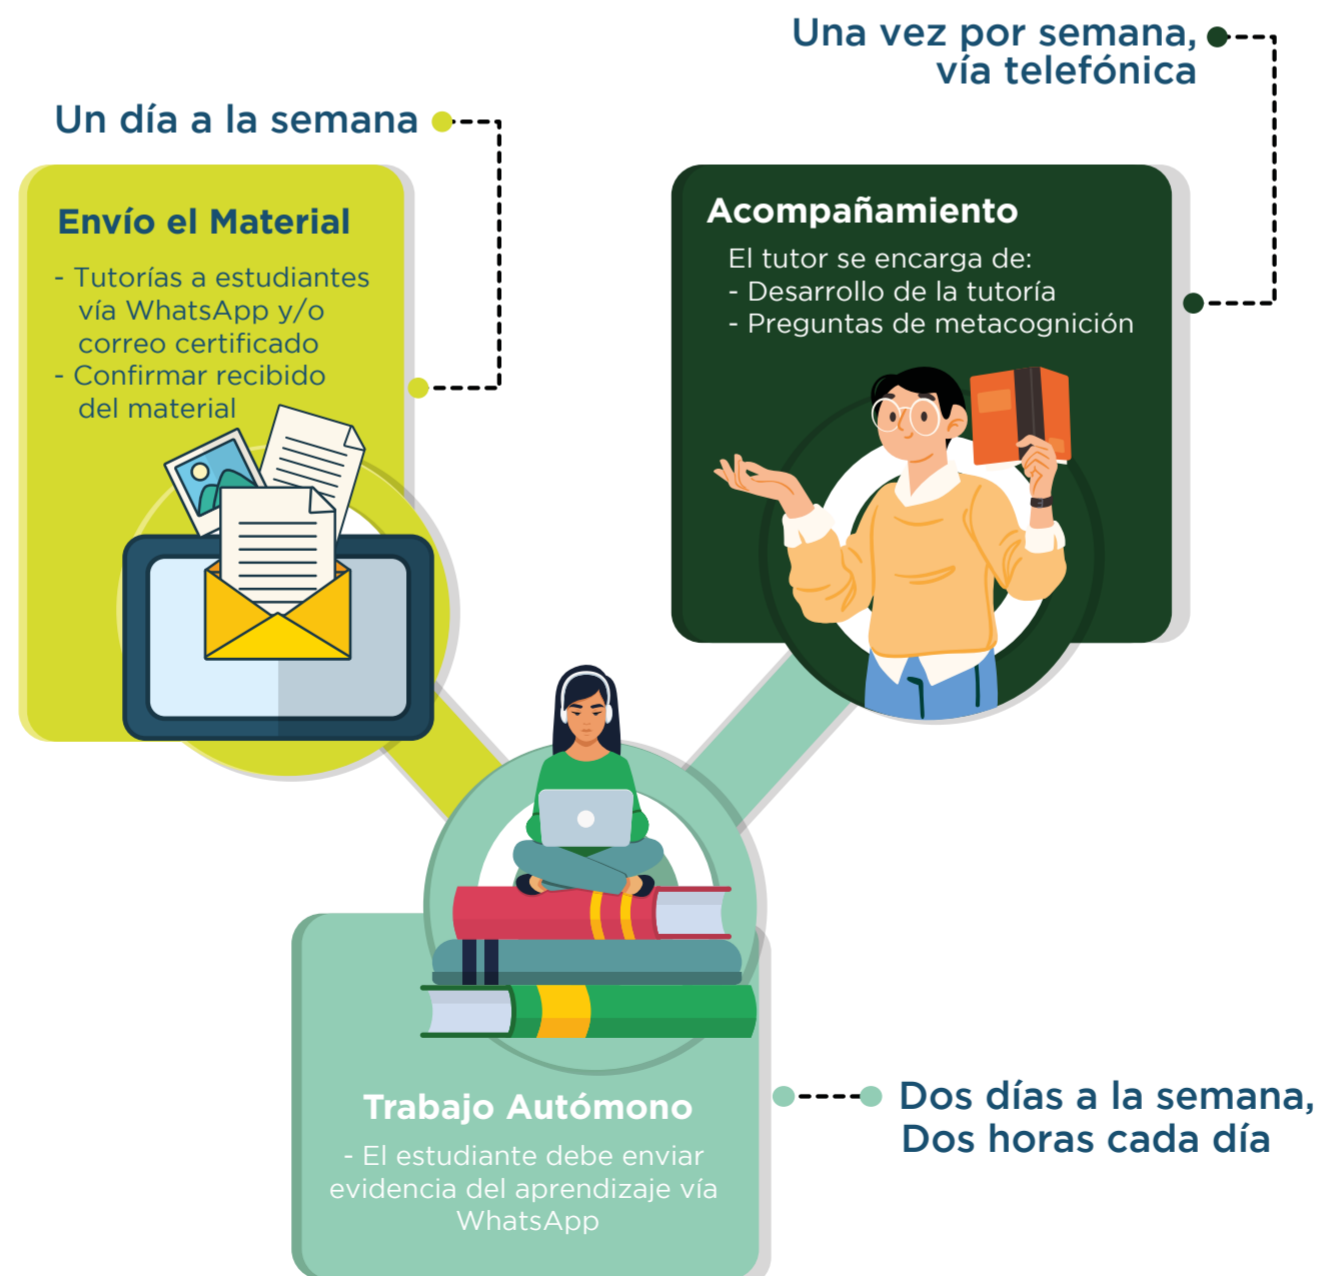 Un día a la semana
Envío el Material
- Tutorías a estudiantes
vía WhatsApp y/o
correo certificado
- Confirmar recibido
del material
Una vez por semana,
vía telefónica
Acompañamiento
El tutor se encarga de:
- Desarrollo de la tutoría
- Preguntas de metacognición
Trabajo Autómono
- El estudiante debe enviar
evidencia del aprendizaje vía
WhatsApp
Dos días a la semana,
Dos horas cada día